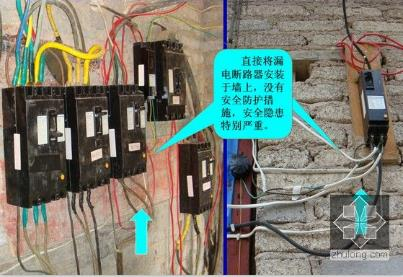 直接将漏
电断路器安装
于墙上，没有
安全防护措
施，安全隐患
特别严重。
zhulong.com